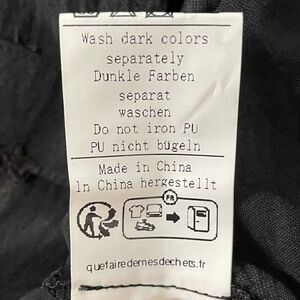 Wash dark colors
separately
Dunkle Farben
separat
waschen
Do not iron PU
PU nicht bügeln
Made in China
In China hergestellt
FR
quefairedemesdechets.fr